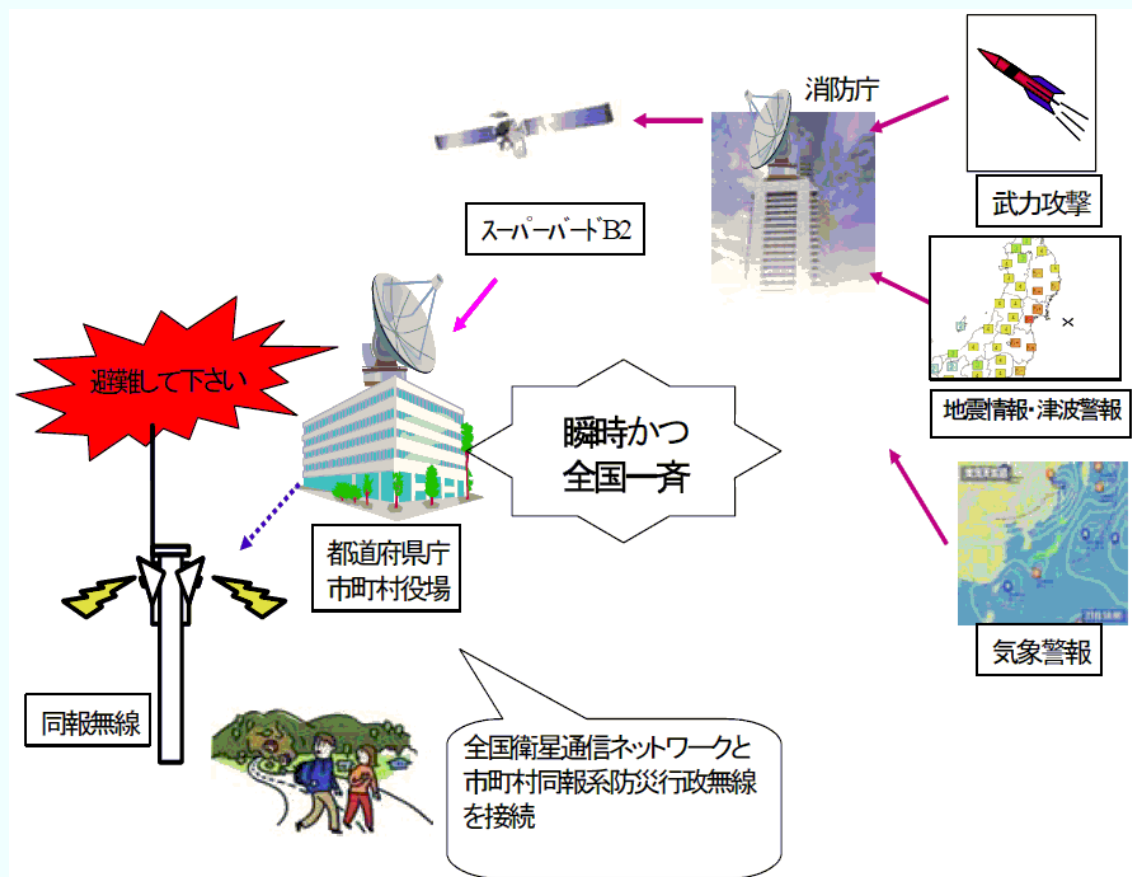 消防庁
武力攻撃
スーパーバードB2
避難して下さい
瞬時かつ
全国一斉
地震情報・津波警報
都道府県庁
市町村役場
気象警報
同報無線
全国衛星通信ネットワークと
市町村同報系防災行政無線
を接続